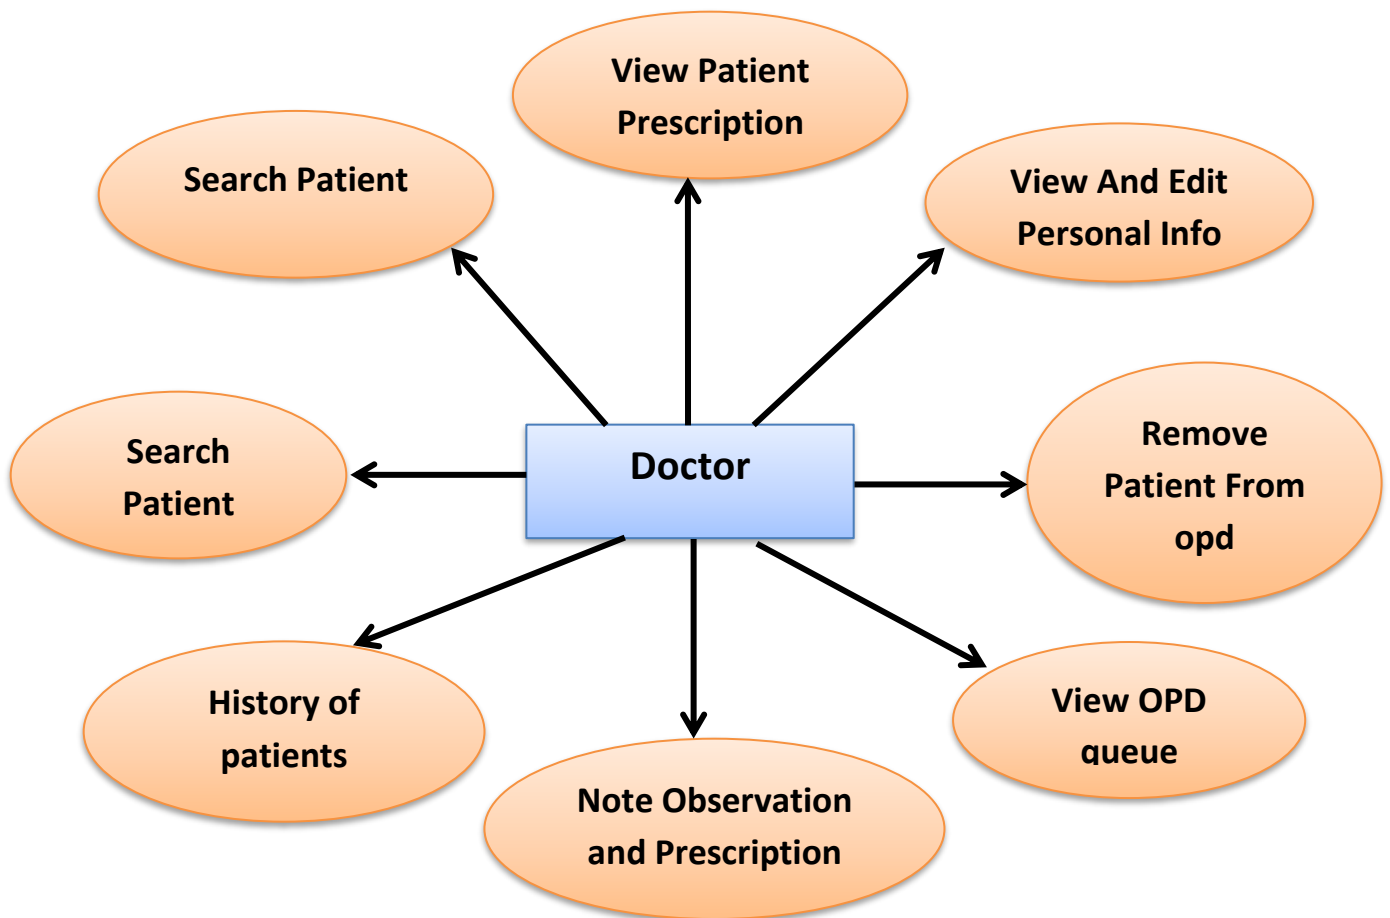 View Patient
Prescription
Search Patient
View And Edit
Personal Info
Search
Patient
Doctor
Remove
Patient From
opd
History of
patients
View OPD
queue
Note Observation
and Prescription